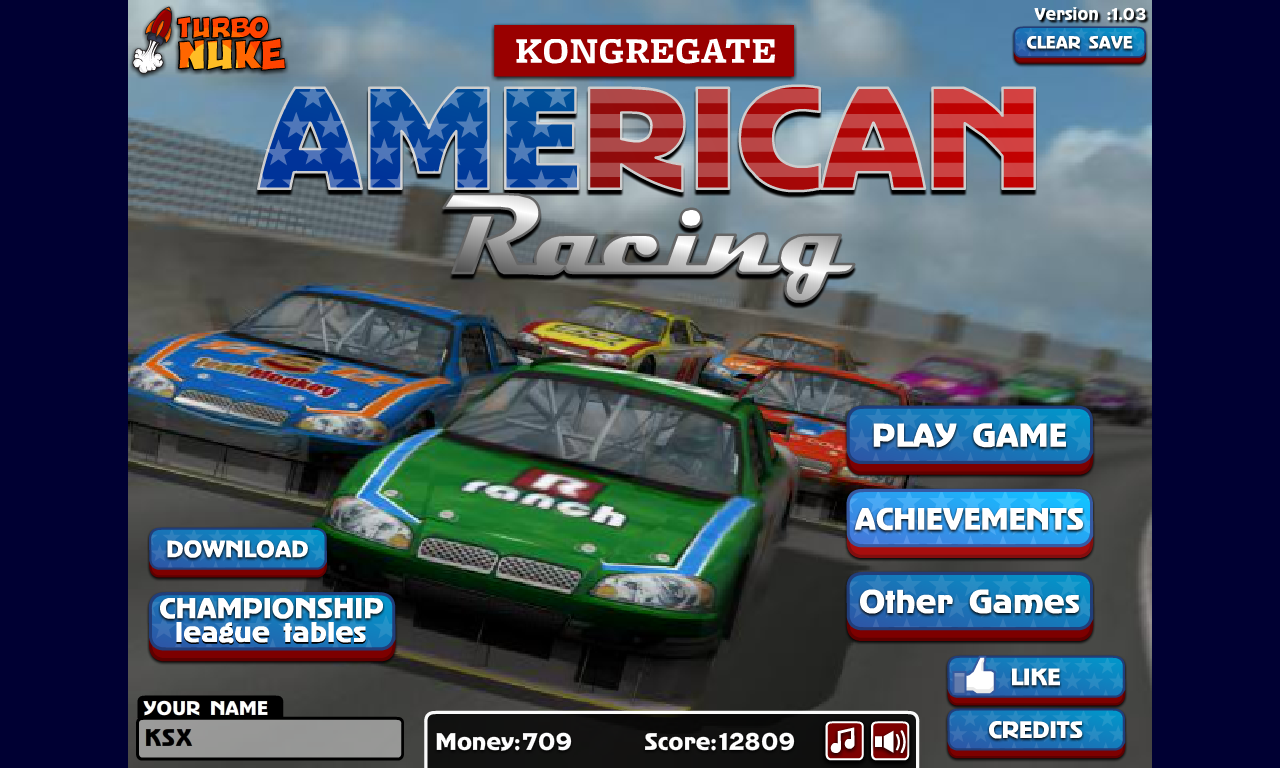 TURBO
NUKE
Version :1.03
CLEAR SAVE
KONGREGATE
AMERICAN
Racing
R
ranch
PLAY GAME
ACHIEVEMENTS
DOWNLOAD
Other Games
CHAMPIONSHIP
league tables
LIKE
YOUR NAME
KSX
Money:709
Score:12809
CREDITS